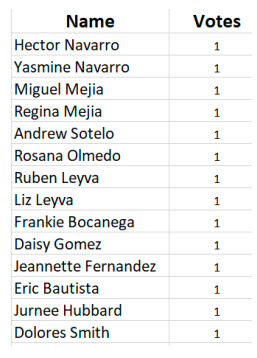 Name Votes
Hector Navarro 1
Yasmine Navarro 1
Miguel Mejia 1
Regina Mejia 1
Andrew Sotelo 1
Rosana Olmedo 1
Ruben Leyva 1
Liz Leyva 1
Frankie Bocanega 1
Daisy Gomez 1
Jeannette Fernandez 1
Eric Bautista 1
Jurnee Hubbard 1
Dolores Smith 1